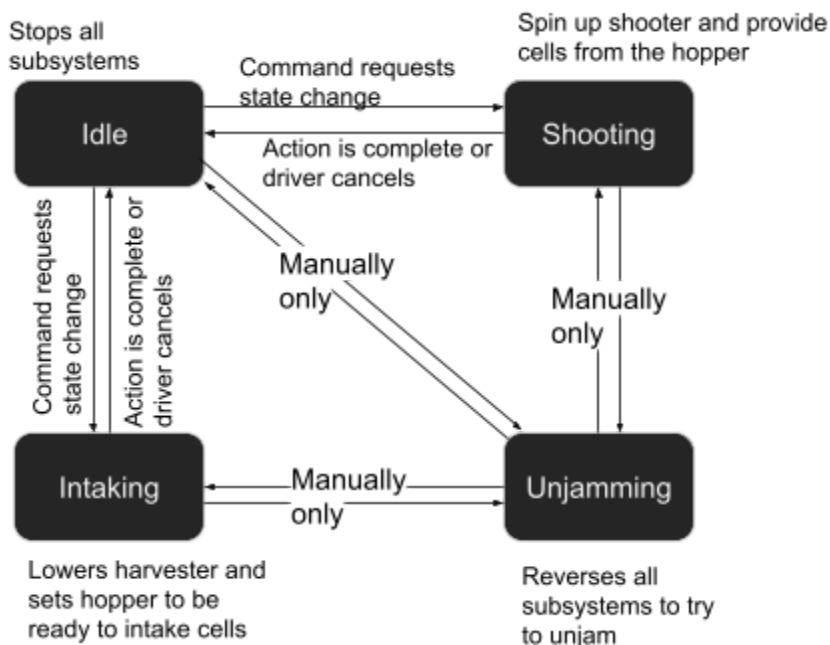 Stops all
subsystems
Spin up shooter and provide
cells from the hopper
Idle
Command requests
state change
Shooting
Action is complete or
driver cancels
Command requests
state change
Action is complete or
driver cancels
Manually
only
Manually
only
Intaking
Manually
only
Unjamming
Lowers harvester and
sets hopper to be
ready to intake cells
Reverses all
subsystems to try
to unjam